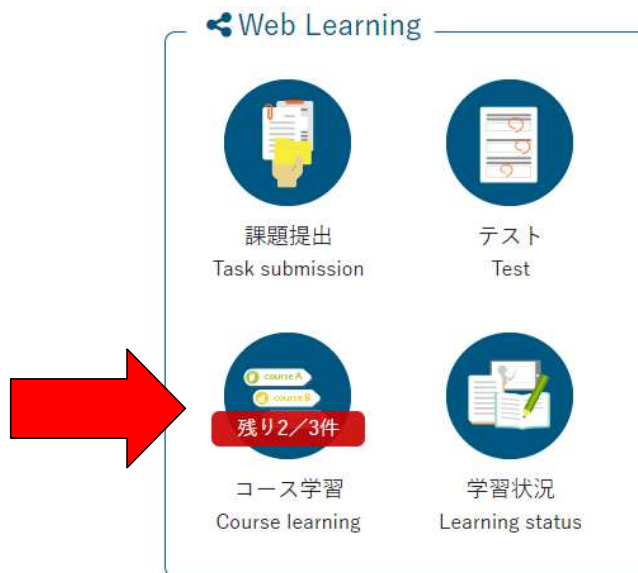 Web Learning
課題提出
Task submission
テスト
Test
course A
course B
残り2／3件
コース学習
Course learning
学習状況
Learning status